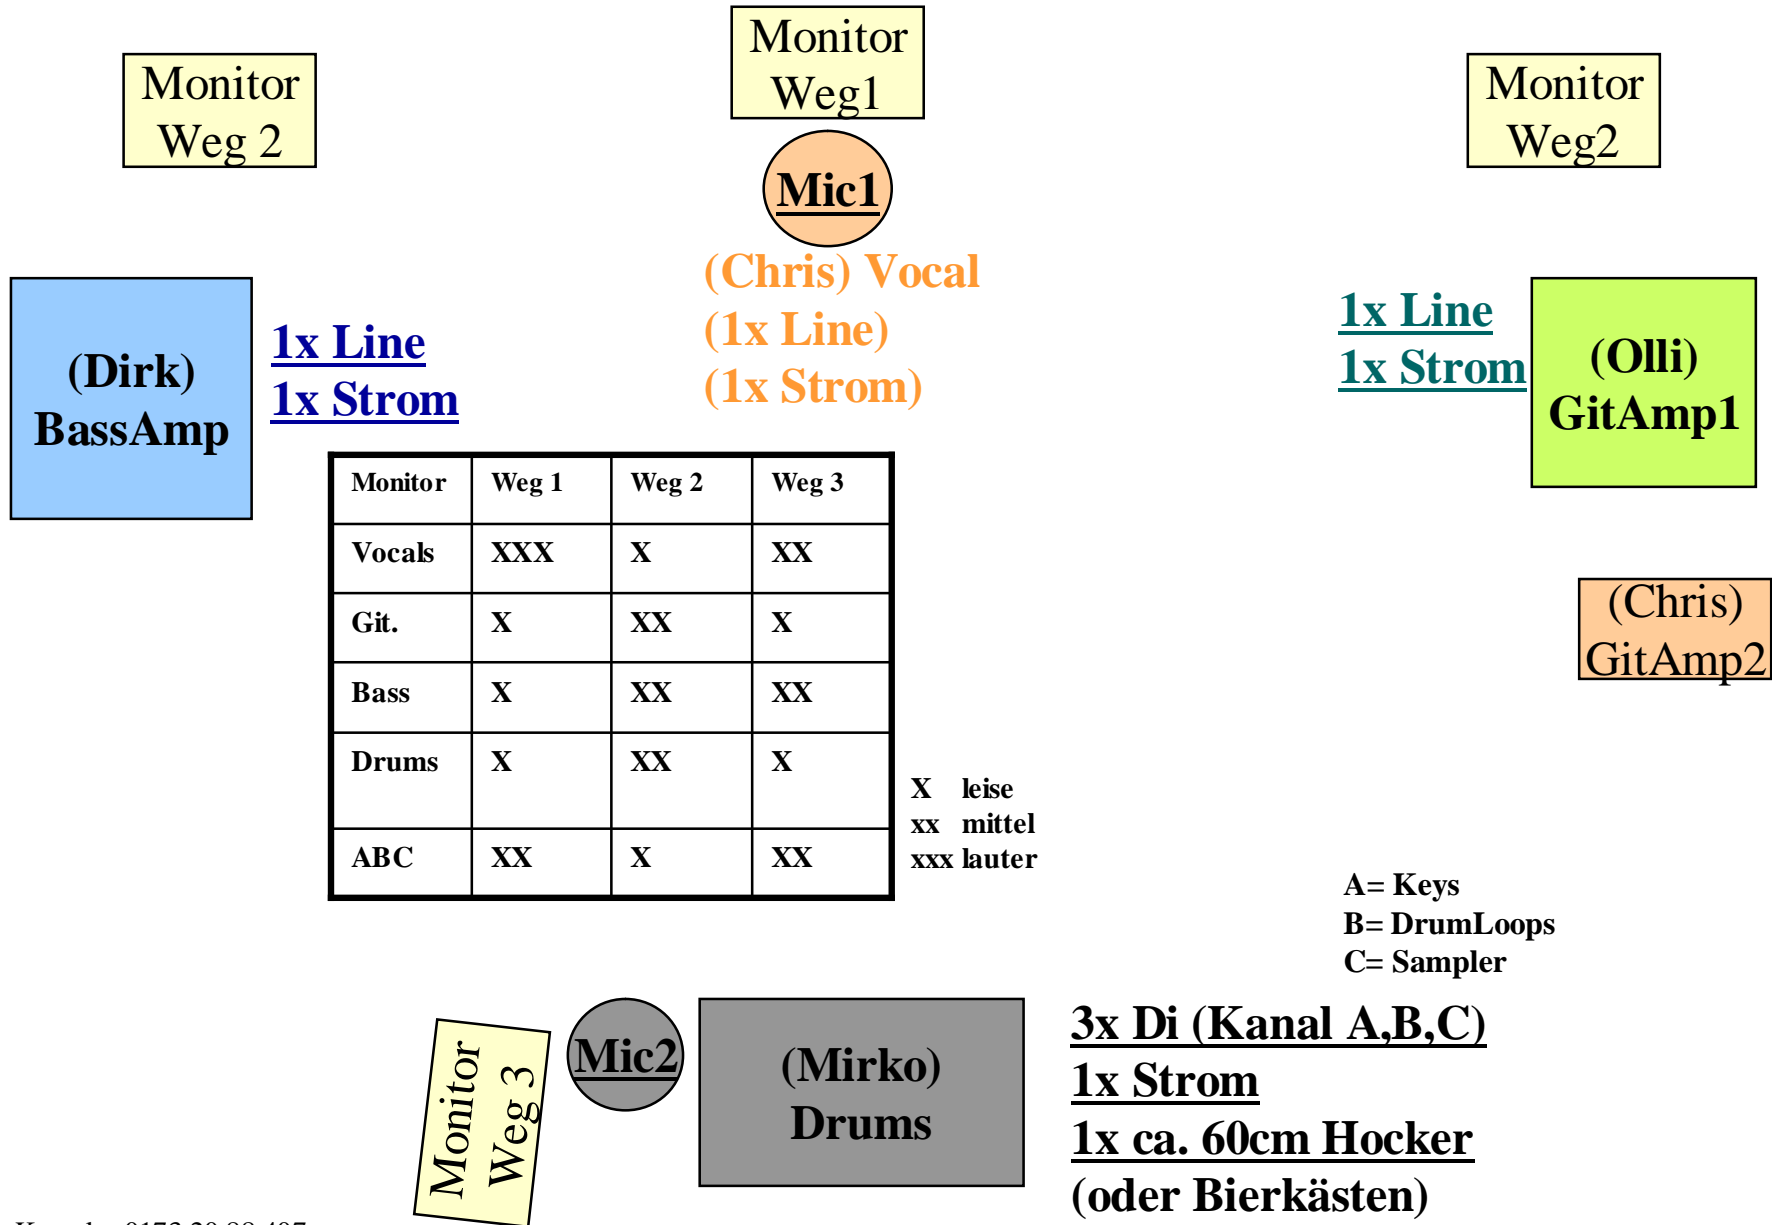 Monitor
Weg 2
Monitor
Weg1
Monitor
Weg2
Mic1
(Chris) Vocal
(1x Line)
(1x Strom)
(Dirk)
BassAmp
1x Line
1x Strom
1x Line
1x Strom
(Olli)
GitAmp1
(Chris)
GitAmp2
Monitor Weg 1 Weg 2 Weg 3
Vocals XXX X XX
Git. X XX X
Bass X XX XX
Drums X XX X
ABC XX X XX
X leise
xx mittel
xxx lauter
A= Keys
B= DrumLoops
C= Sampler
Monitor
Weg 3
Mic2
(Mirko)
Drums
3x Di (Kanal A,B,C)
1x Strom
1x ca. 60cm Hocker
(oder Bierkästen)